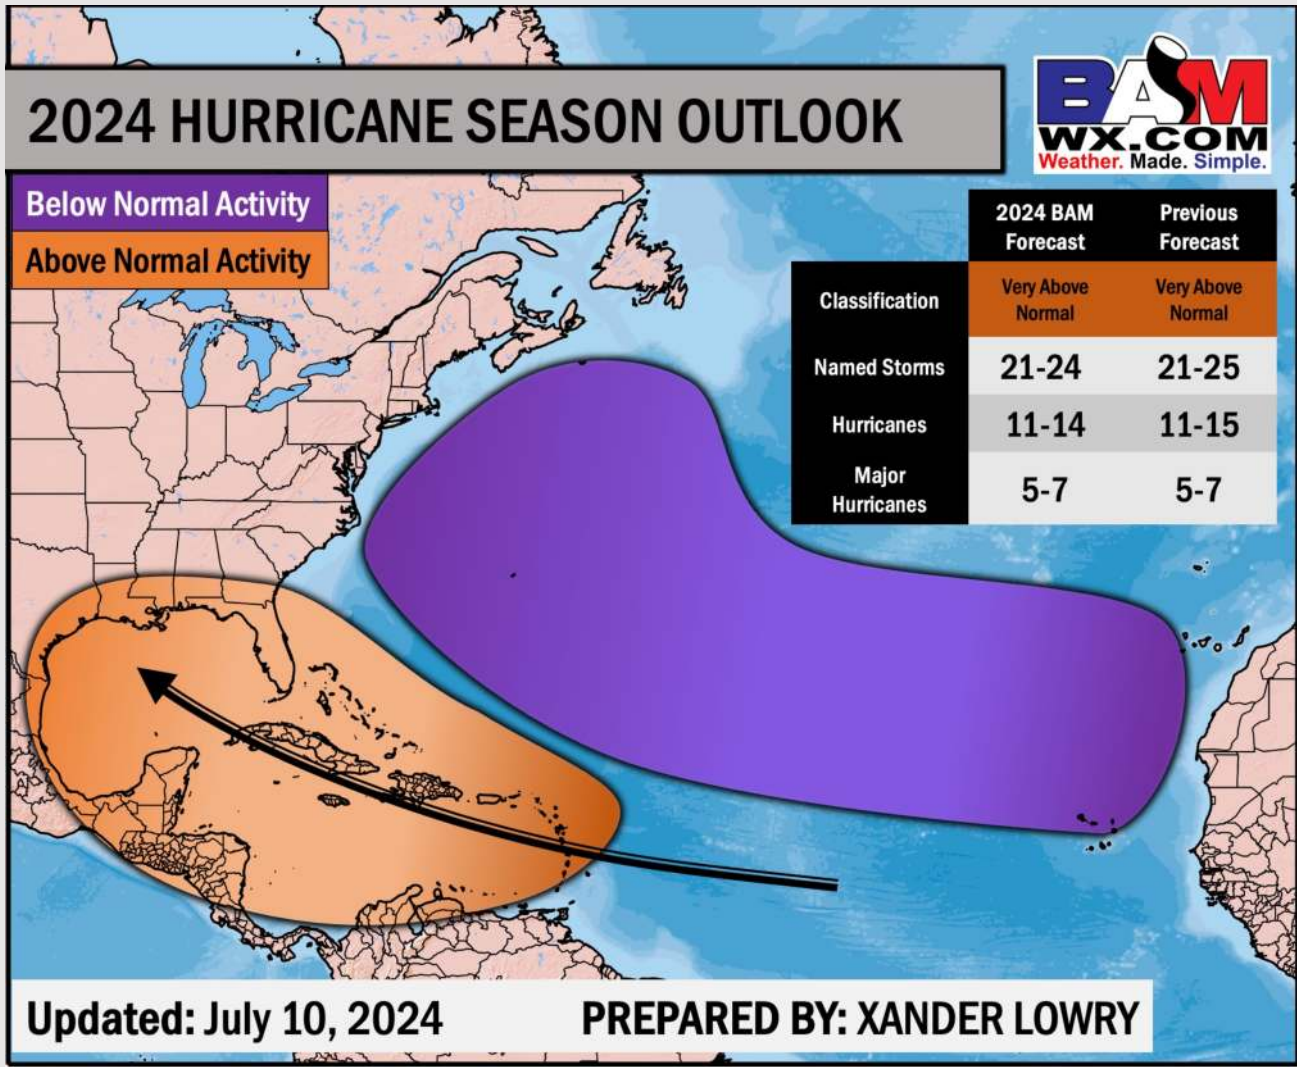 2024 HURRICANE SEASON OUTLOOK
BAM
WX.COM
Weather. Made. Simple.
Below Normal Activity
Above Normal Activity
2024 BAM Previous
Forecast Forecast
Classification Very Above Normal Very Above Normal
Named Storms 21-24 21-25
Hurricanes 11-14 11-15
Major Hurricanes 5-7 5-7
Updated: July 10, 2024 PREPARED BY: XANDER LOWRY